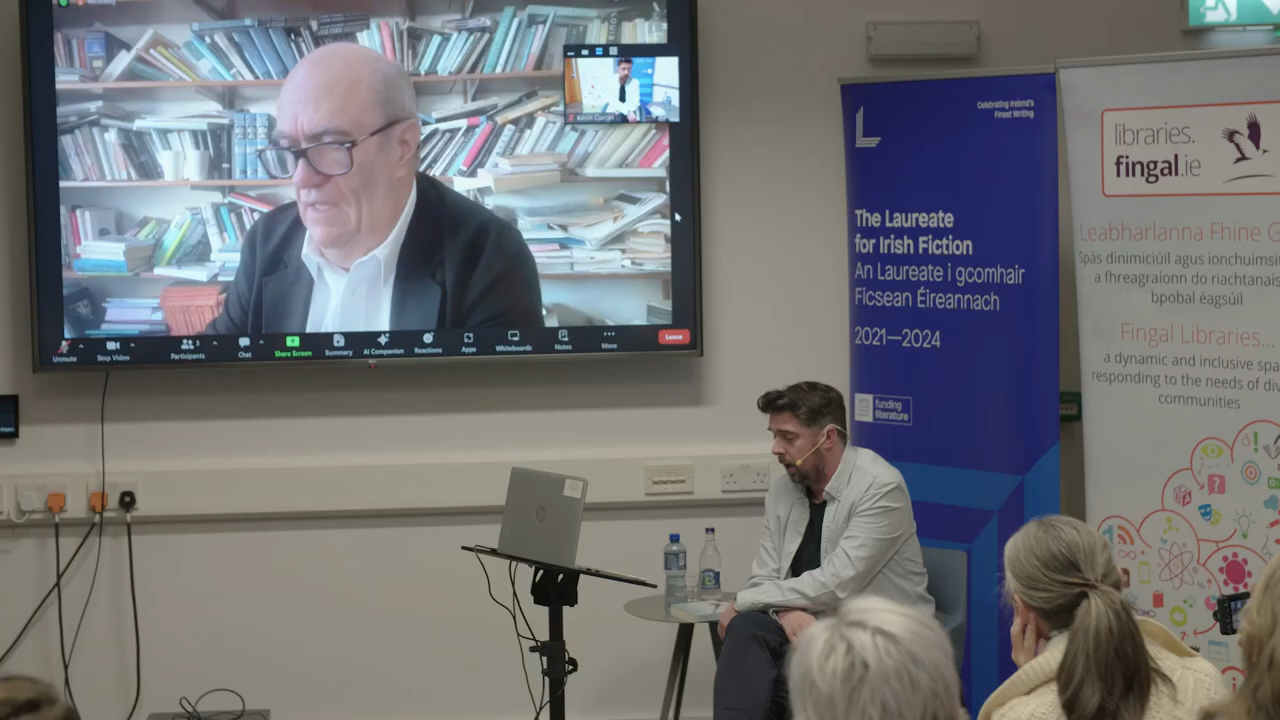 Kevin Curran
Unmute
Stop Video
Participants
3
Chat
Share Screen
Summary
AI Companion
Reactions
Apps
Whiteboards
Notes
More
Leave
hp
Celebrating Ireland's
Finest Writing
The Laureate
for Irish Fiction
An Laureate i gcomhair
Ficsean Éireannach
2021—2024
funding
literature
libraries.
fingal.ie
Leabharlanna Fhine G
Spás dinimiciúil agus ionchuimsit
a fhreagraíonn do riachtanais
bpobal éagsúil
Fingal Libraries...
a dynamic and inclusive spa
responding to the needs of div
communities